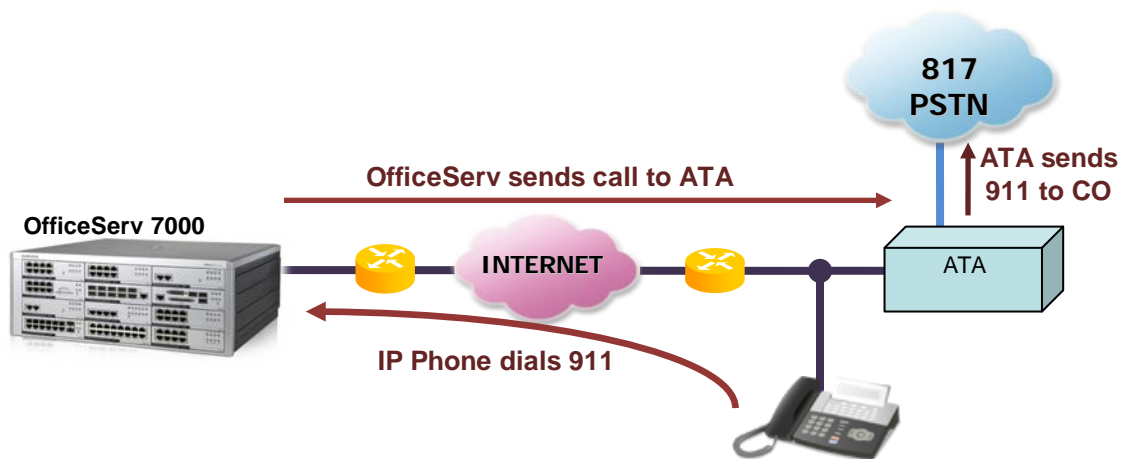 817
PSTN
ATA sends
911 to CO
OfficeServ sends call to ATA
OfficeServ 7000
INTERNET
ATA
IP Phone dials 911